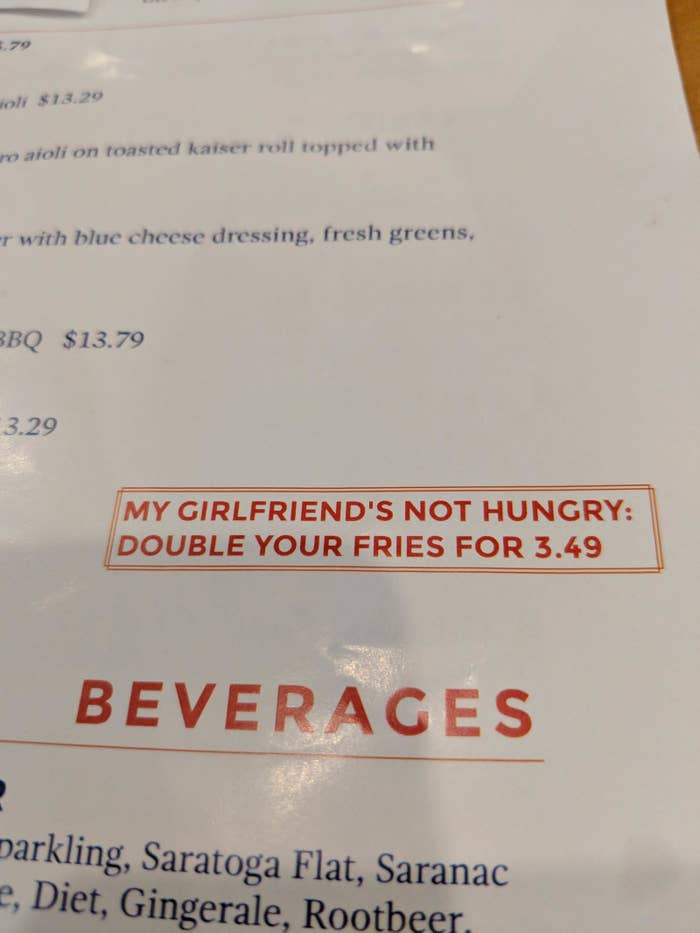 .79
ioli $13.29
ro aioli on toasted kaiser roll topped with
r with blue cheese dressing, fresh greens,
BBQ $13.79
3.29
MY GIRLFRIEND'S NOT HUNGRY:
DOUBLE YOUR FRIES FOR 3.49
BEVERAGES
R
parkling, Saratoga Flat, Saranac
e, Diet, Gingerale, Rootbeer,